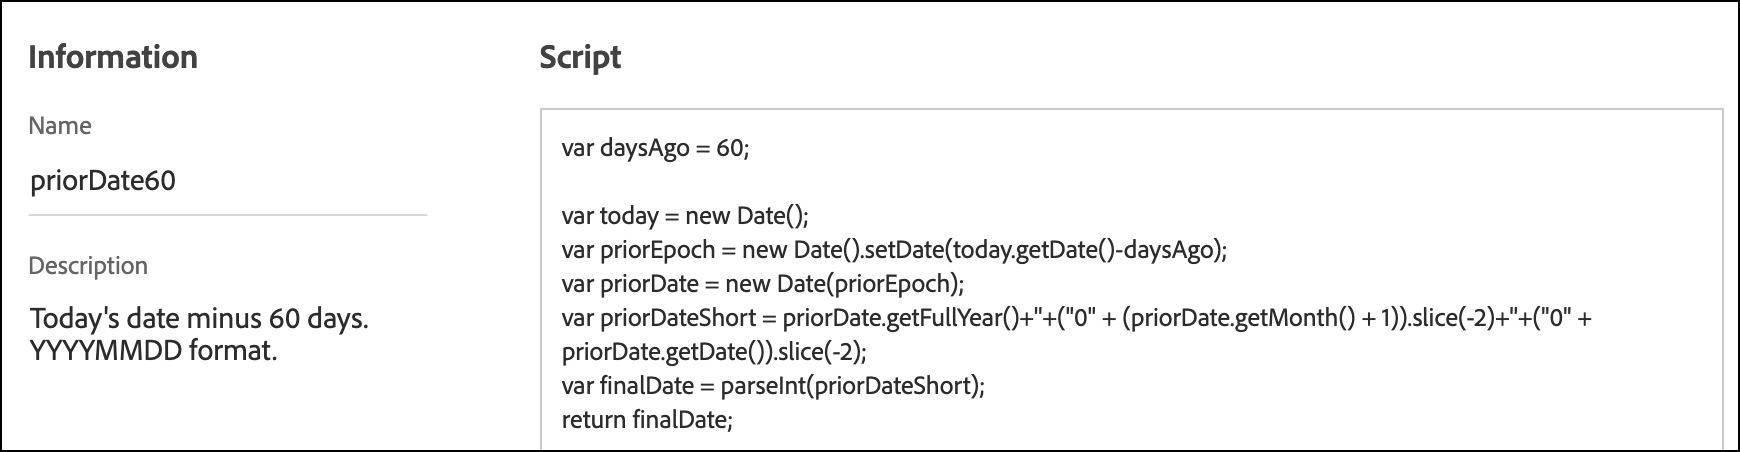 Information
Name
priorDate60
Description
Today's date minus 60 days.
YYYYMMDD format.
Script
var daysAgo = 60;
var today = new Date();
var priorEpoch = new Date().setDate(today.getDate()-daysAgo);
var priorDate = new Date(priorEpoch);
var priorDateShort = priorDate.getFullYear()+''+("0" + (priorDate.getMonth() + 1)).slice(-2)+''+("0" +
priorDate.getDate()).slice(-2);
var finalDate = parseInt(priorDateShort);
return finalDate;